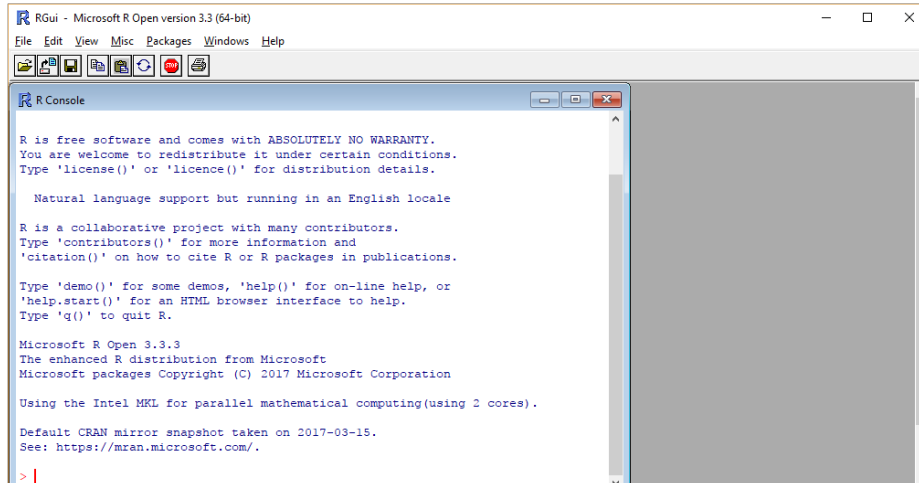 RGui - Microsoft R Open version 3.3 (64-bit)
File Edit View Misc Packages Windows Help
STOP
R Console
R is free software and comes with ABSOLUTELY NO WARRANTY.
You are welcome to redistribute it under certain conditions.
Type 'license()' or 'licence()' for distribution details.
Natural language support but running in an English locale
R is a collaborative project with many contributors.
Type 'contributors()' for more information and
'citation()' on how to cite R or R packages in publications.
Type 'demo()' for some demos, 'help()' for on-line help, or
'help.start()' for an HTML browser interface to help.
Type 'q()' to quit R.
Microsoft R Open 3.3.3
The enhanced R distribution from Microsoft
Microsoft packages Copyright (C) 2017 Microsoft Corporation
Using the Intel MKL for parallel mathematical computing(using 2 cores).
Default CRAN mirror snapshot taken on 2017-03-15.
See: https://mran.microsoft.com/.
>